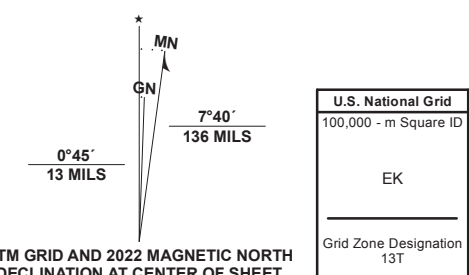 ★
MN
GN
7°40´
136 MILS
0°45´
13 MILS
TM GRID AND 2022 MAGNETIC NORTH
DECLINATION AT CENTER OF SHEET
U.S. National Grid
100,000 - m Square ID
EK
Grid Zone Designation
13T